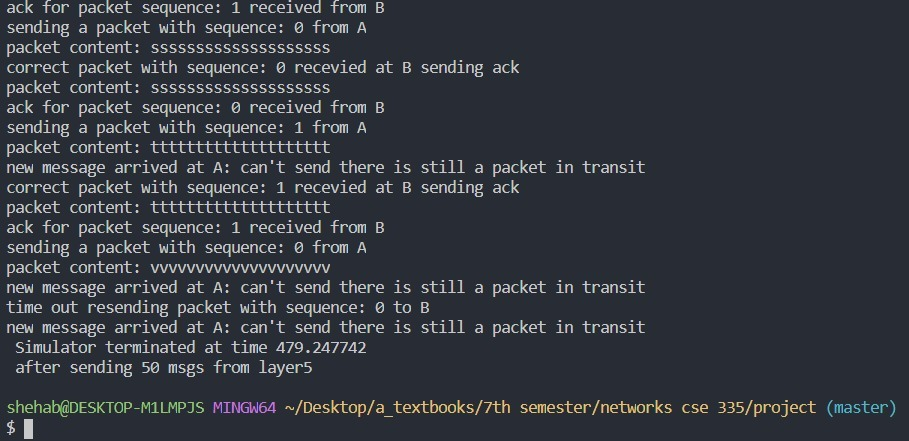 ack for packet sequence: 1 received from B
sending a packet with sequence: 0 from A
packet content: ssssssssssssssssssss
correct packet with sequence: 0 recevied at B sending ack
packet content: ssssssssssssssssssss
ack for packet sequence: 0 received from B
sending a packet with sequence: 1 from A
packet content: tttttttttttttttttttt
new message arrived at A: can't send there is still a packet in transit
correct packet with sequence: 1 recevied at B sending ack
packet content: tttttttttttttttttttt
ack for packet sequence: 1 received from B
sending a packet with sequence: 0 from A
packet content: vvvvvvvvvvvvvvvvvvvv
new message arrived at A: can't send there is still a packet in transit
time out resending packet with sequence: 0 to B
new message arrived at A: can't send there is still a packet in transit
 Simulator terminated at time 479.247742
 after sending 50 msgs from layer5
shehab@DESKTOP-M1LMPJS MINGW64 ~/Desktop/a_textbooks/7th semester/networks cse 335/project (master)
$